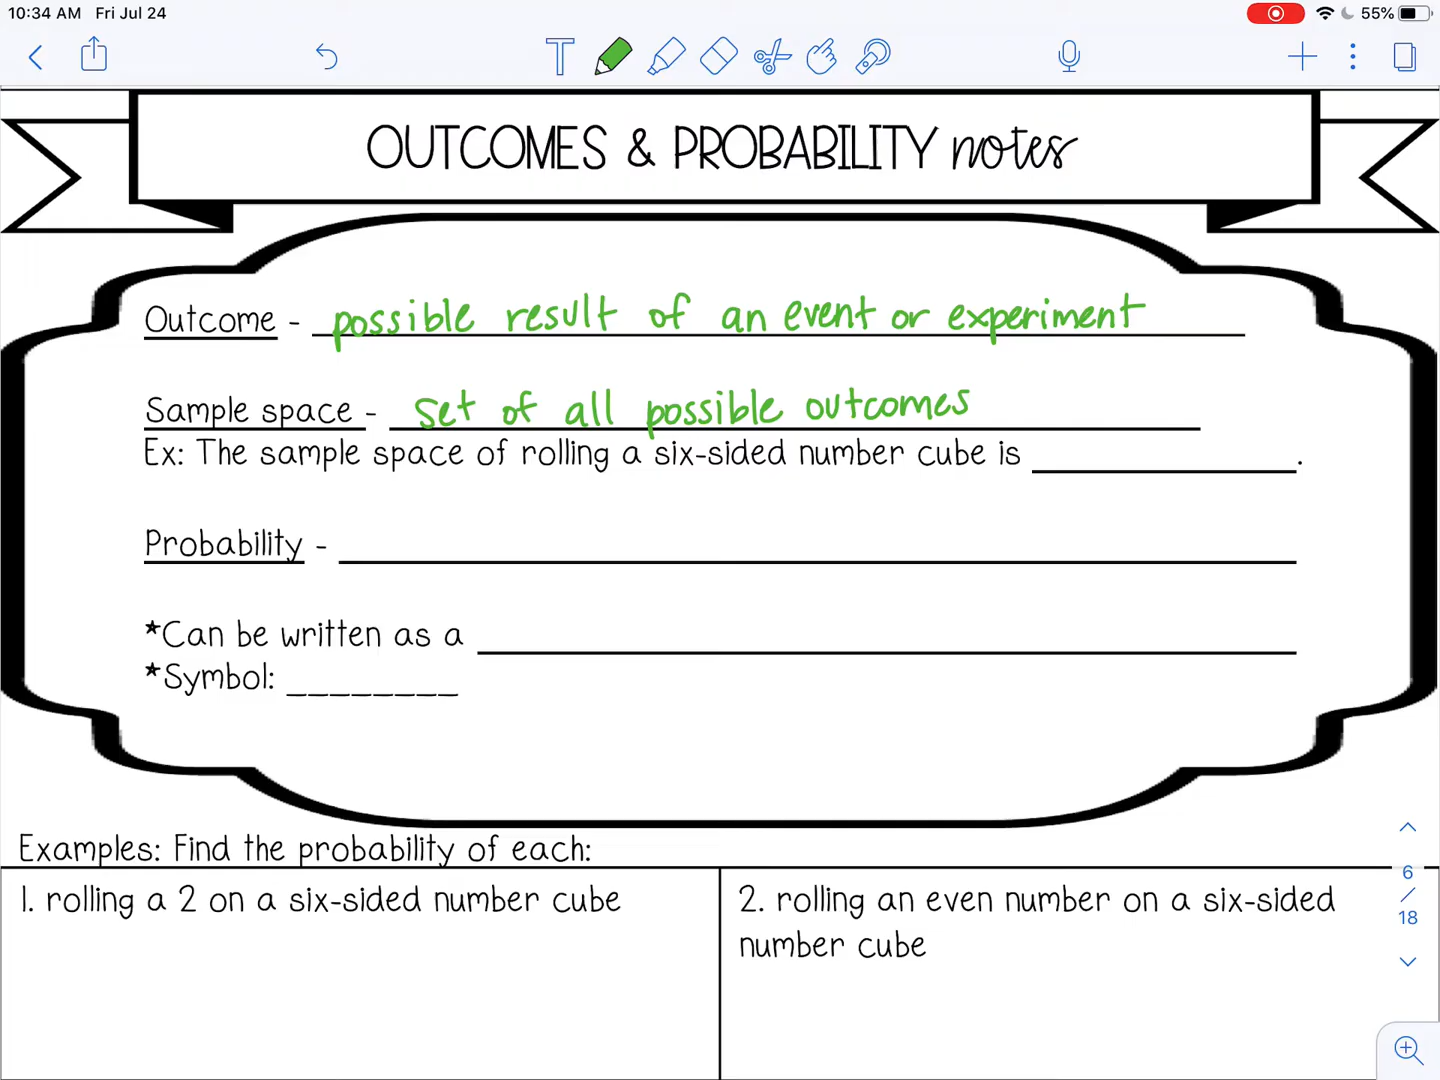 10:34 AM Fri Jul 24
55%
OUTCOMES & PROBABILITY notes
Outcome - possible result of an event or experiment
Sample space - set of all possible outcomes
Ex: The sample space of rolling a six-sided number cube is ____________.
Probability - ____________
*Can be written as a ____________
*Symbol: ________
Examples: Find the probability of each:
1. rolling a 2 on a six-sided number cube
2. rolling an even number on a six-sided
number cube
6
/
18